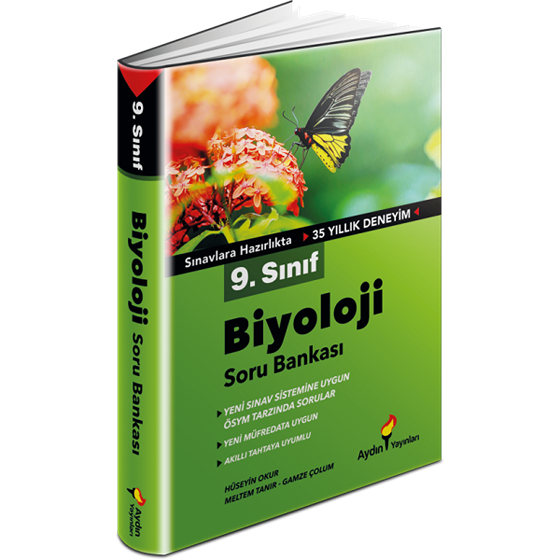 9. Sınıf
Biyoloji Soru Bankası
Aydın
Yayınları
Sınavlara Hazırlıkta
35 YILLIK DENEYİM
9. Sınıf
Biyoloji
Soru Bankası
YENİ SINAV SİSTEMİNE UYGUN
ÖSYM TARZINDA SORULAR
YENİ MÜFREDATA UYGUN
AKILLI TAHTAYA UYUMLU
HÜSEYİN OKUR
MELTEM TANIR - GAMZE ÇOLUM
Aydın Yayınları